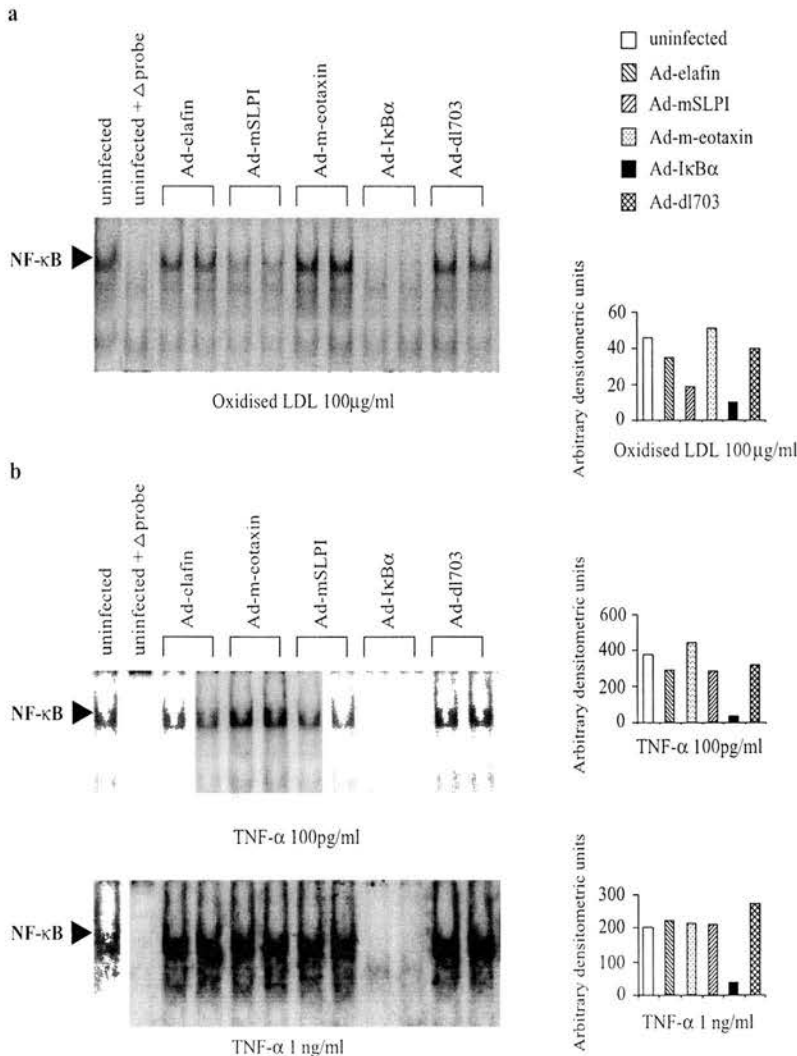 a
uninfected
uninfected + △ probe
Ad-elafin
Ad-mSLPI
Ad-m-eotaxin
Ad-IκBα
Ad-dl703
NF-κB
Oxidised LDL 100μg/ml
uninfected
Ad-elafin
Ad-mSLPI
Ad-m-eotaxin
Ad-IκBα
Ad-dl703
Arbitrary densitometric units
60
40
20
0
Oxidised LDL 100μg/ml
b
uninfected
uninfected + △ probe
Ad-elafin
Ad-m-eotaxin
Ad-mSLPI
Ad-IκBα
Ad-dl703
NF-κB
TNF-α 100pg/ml
Arbitrary densitometric units
600
400
200
0
TNF-α 100pg/ml
NF-κB
TNF-α 1 ng/ml
Arbitrary densitometric units
300
200
100
0
TNF-α 1 ng/ml